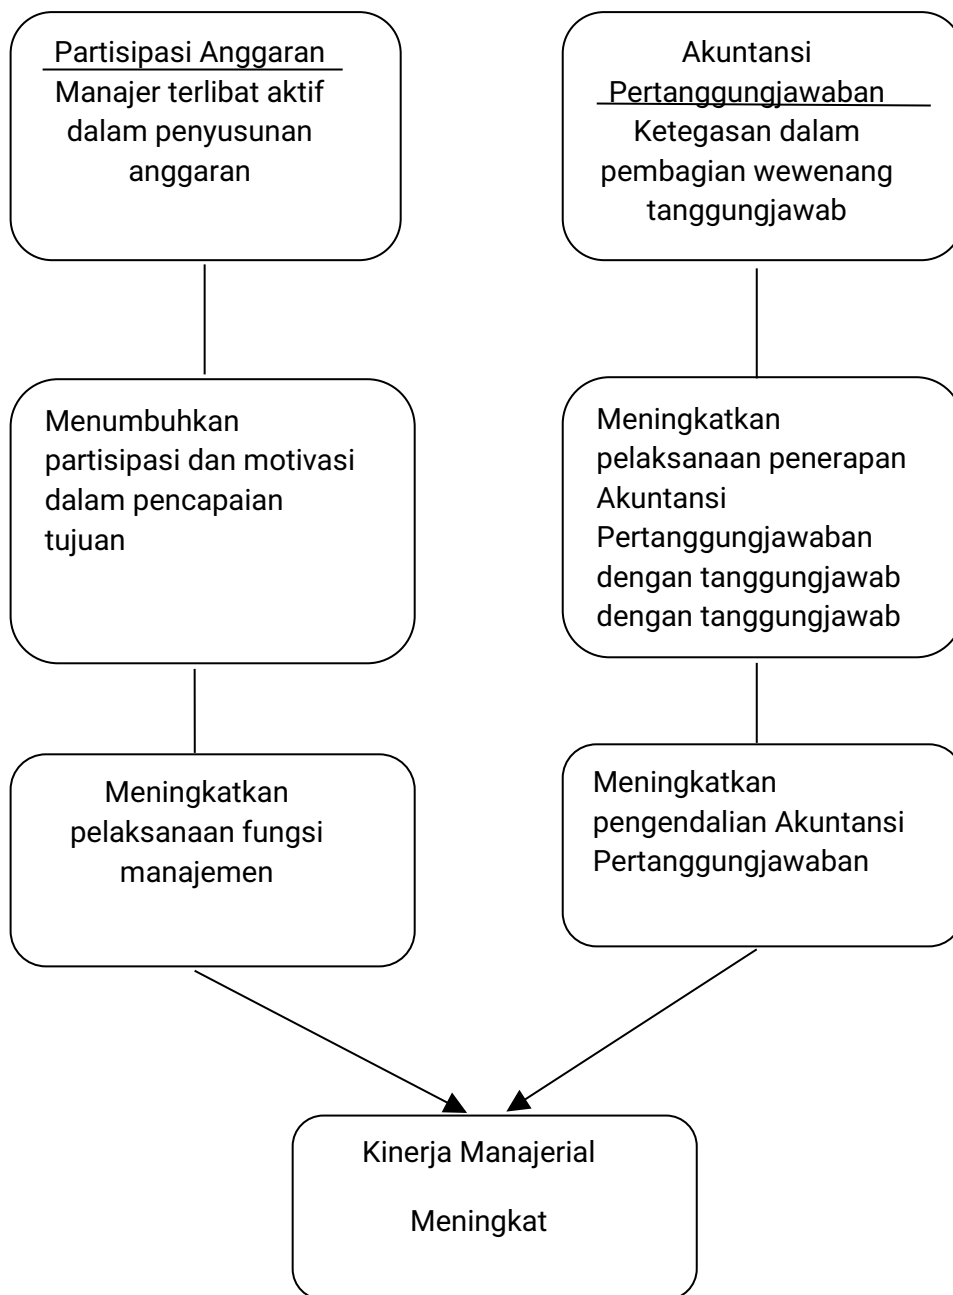 Partisipasi Anggaran
Manajer terlibat aktif
dalam penyusunan
anggaran
Akuntansi
Pertanggungjawaban
Ketegasan dalam
pembagian wewenang
tanggungjawab
Menumbuhkan
partisipasi dan motivasi
dalam pencapaian
tujuan
Meningkatkan
pelaksanaan penerapan
Akuntansi
Pertanggungjawaban
dengan tanggungjawab
dengan tanggungjawab
Meningkatkan
pelaksanaan fungsi
manajemen
Meningkatkan
pengendalian Akuntansi
Pertanggungjawaban
Kinerja Manajerial
Meningkat